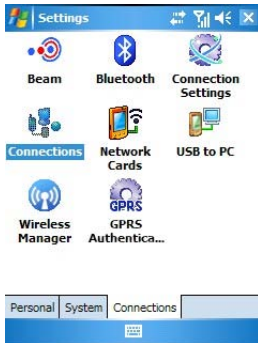 Settings
Beam
Bluetooth
Connection
Settings
Connections
Network
Cards
USB to PC
Wireless
Manager
GPRS
GPRS
Authentica...
Personal
System
Connections